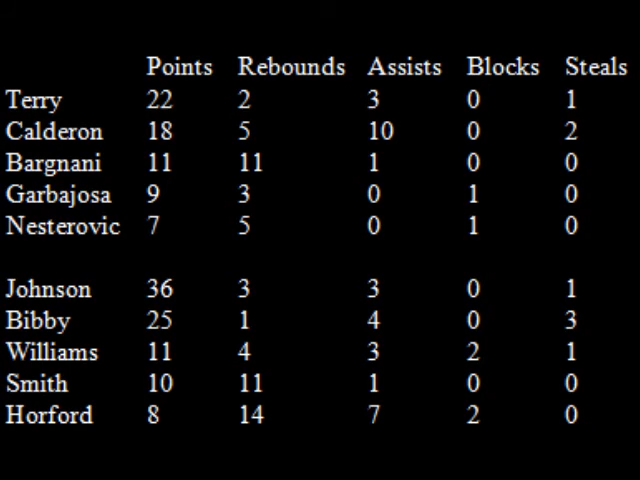 Points Rebounds Assists Blocks Steals
Terry 22 2 3 0 1
Calderon 18 5 10 0 2
Bargnani 11 11 1 0 0
Garbajosa 9 3 0 1 0
Nesterovic 7 5 0 1 0
Johnson 36 3 3 0 1
Bibby 25 1 4 0 3
Williams 11 4 3 2 1
Smith 10 11 1 0 0
Horford 8 14 7 2 0